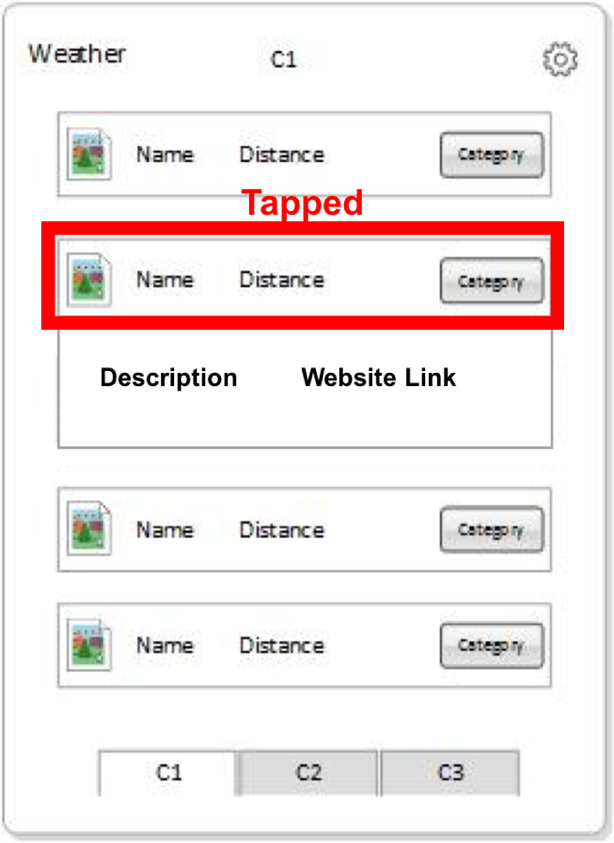 Weather C1
Name Distance Category
Tapped
Name Distance Category
Description Website Link
Name Distance Category
Name Distance Category
C1 C2 C3